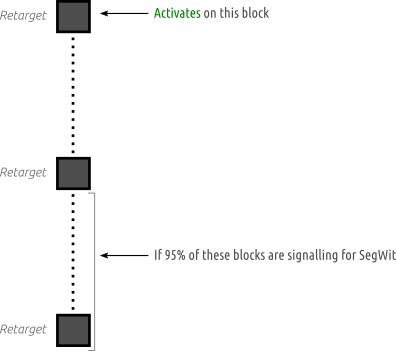 Retarget
Activates on this block
Retarget
If 95% of these blocks are signalling for SegWit
Retarget